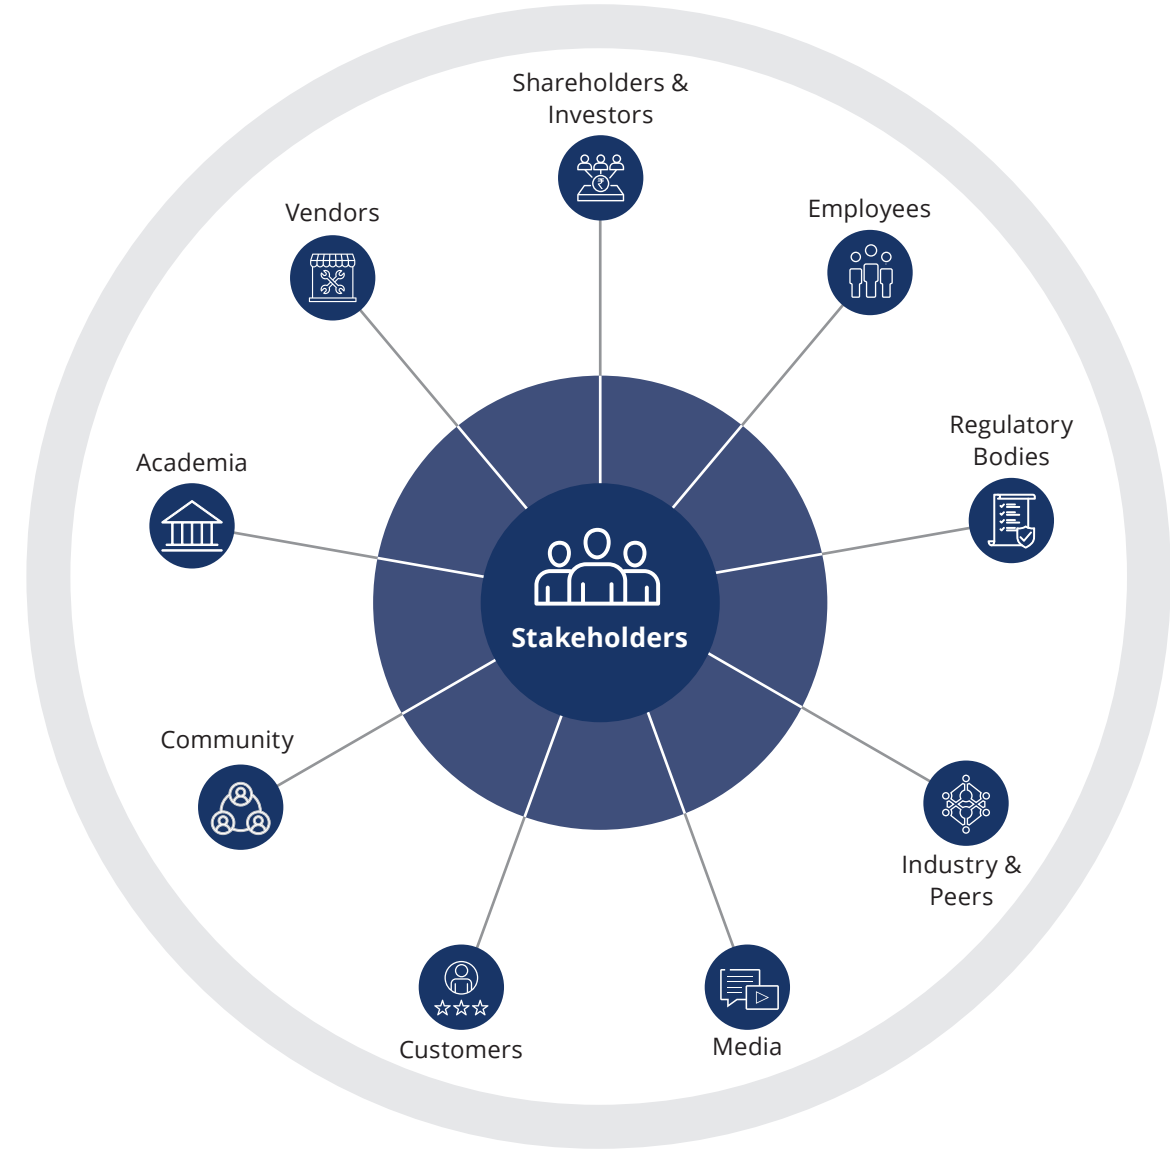 Shareholders &
Investors
Vendors
Employees
Regulatory
Bodies
Academia
₹
Stakeholders
Community
Industry &
Peers
Customers
Media